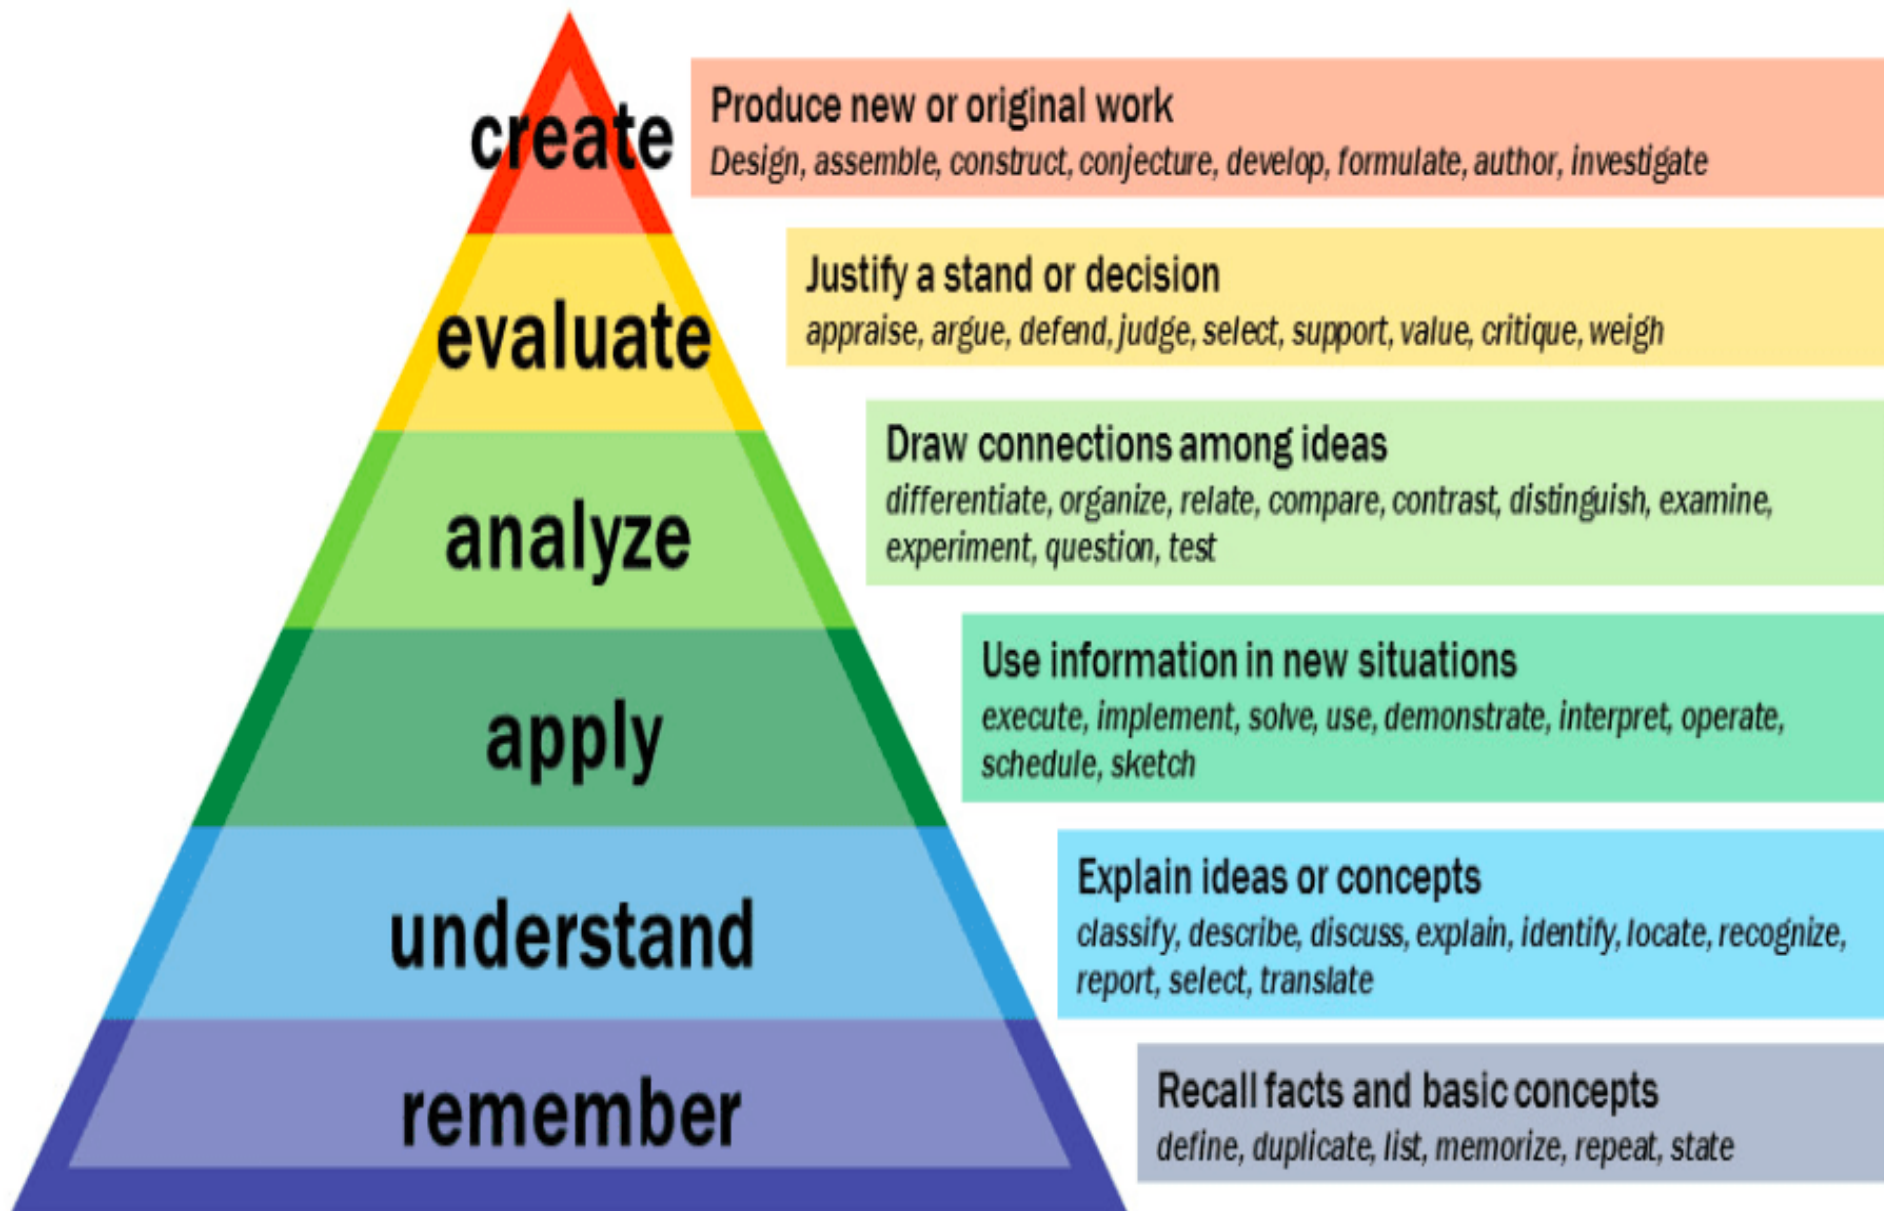 create
Produce new or original work
Design, assemble, construct, conjecture, develop, formulate, author, investigate
evaluate
Justify a stand or decision
appraise, argue, defend, judge, select, support, value, critique, weigh
analyze
Draw connections among ideas
differentiate, organize, relate, compare, contrast, distinguish, examine,
experiment, question, test
apply
Use information in new situations
execute, implement, solve, use, demonstrate, interpret, operate,
schedule, sketch
understand
Explain ideas or concepts
classify, describe, discuss, explain, identify, locate, recognize,
report, select, translate
remember
Recall facts and basic concepts
define, duplicate, list, memorize, repeat, state